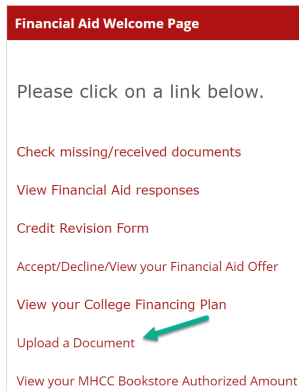 Financial Aid Welcome Page
Please click on a link below.
Check missing/received documents
View Financial Aid responses
Credit Revision Form
Accept/Decline/View your Financial Aid Offer
View your College Financing Plan
Upload a Document
View your MHCC Bookstore Authorized Amount